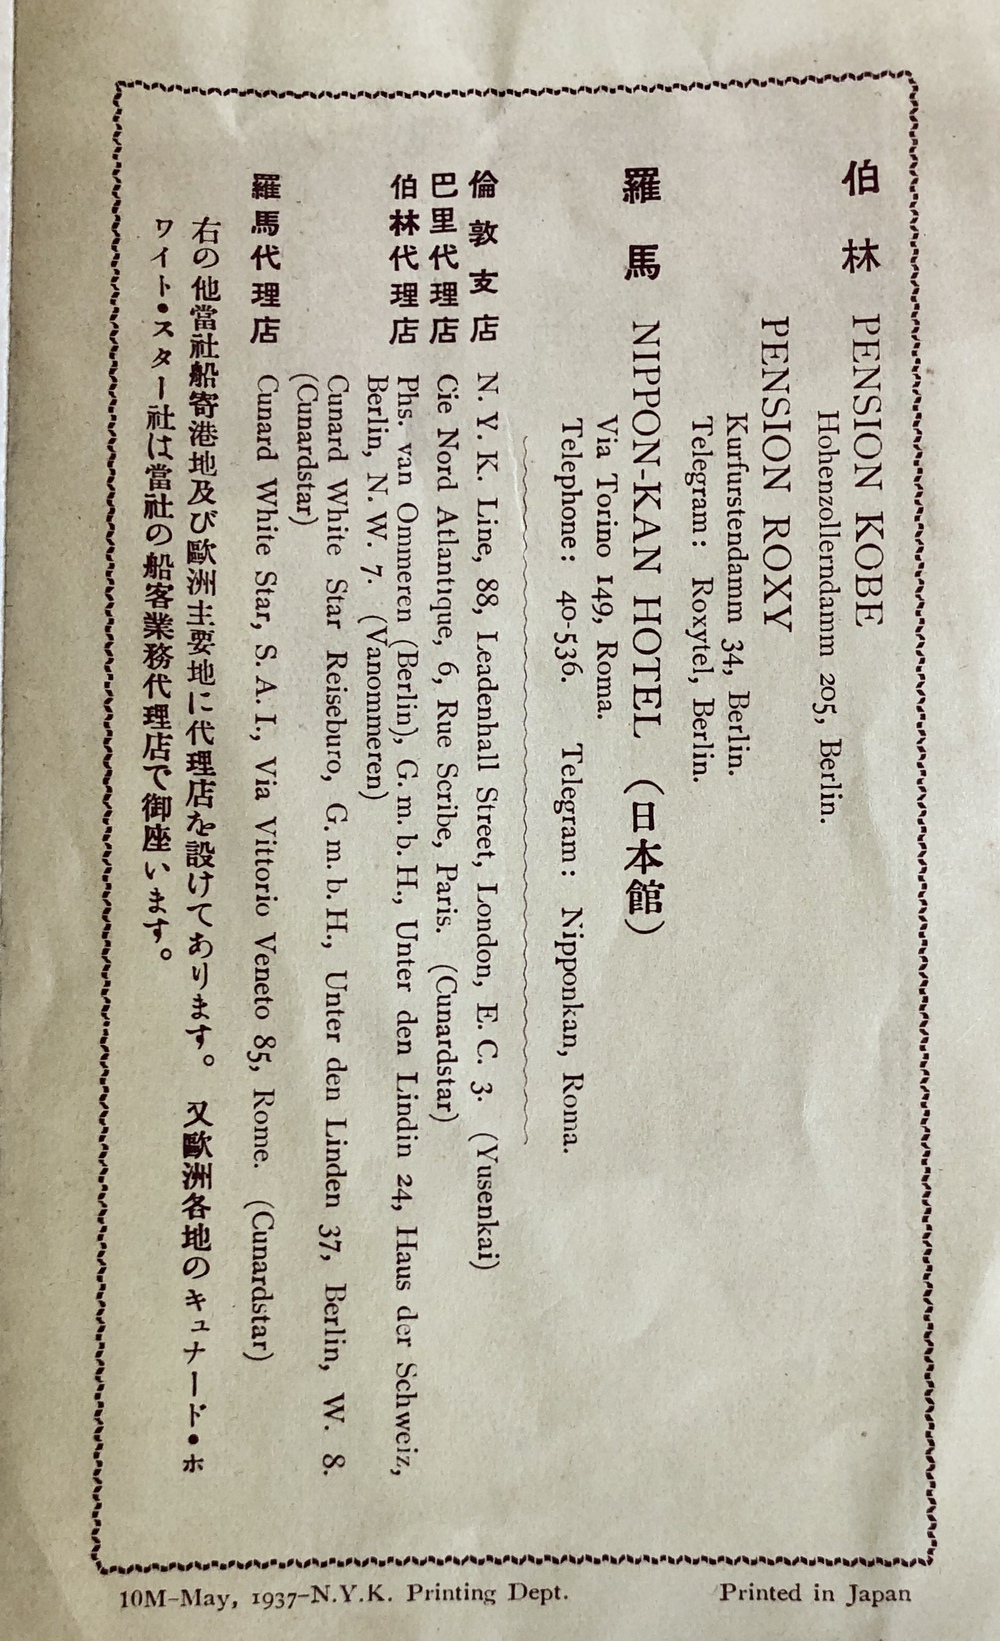 伯林
PENSION KOBE
Hohenzollerndamm 205, Berlin.
PENSION ROXY
Kurfurstendamm 34, Berlin.
Telegram: Roxytel, Berlin.
羅馬
NIPPON-KAN HOTEL (日本館)
Via Torino 149, Roma.
Telephone: 40-536. Telegram: Nipponkan, Roma.
倫敦支店 N. Y. K. Line, 88, Leadenhall Street, London, E. C. 3. (Yusenkai)
巴里代理店 Cie Nord Atlantique, 6, Rue Scribe, Paris. (Cunardstar)
伯林代理店 Phs. van Ommeren (Berlin), G. m. b. H., Unter den Lindin 24, Haus der Schweiz,
Berlin, N. W. 7. (Vanommeren)
Cunard White Star Reiseburo, G. m. b. H., Unter den Linden 37, Berlin, W. 8.
(Cunardstar)
羅馬代理店 Cunard White Star, S. A. I., Via Vittorio Veneto 85, Rome. (Cunardstar)
右の他當社船寄港地及び歐洲主要地に代理店を設けてあります。 又歐洲各地のキュナード•ホ
ワイト•スター社は當社の船客業務代理店で御座います。
10M-May, 1937-N.Y.K. Printing Dept. Printed in Japan